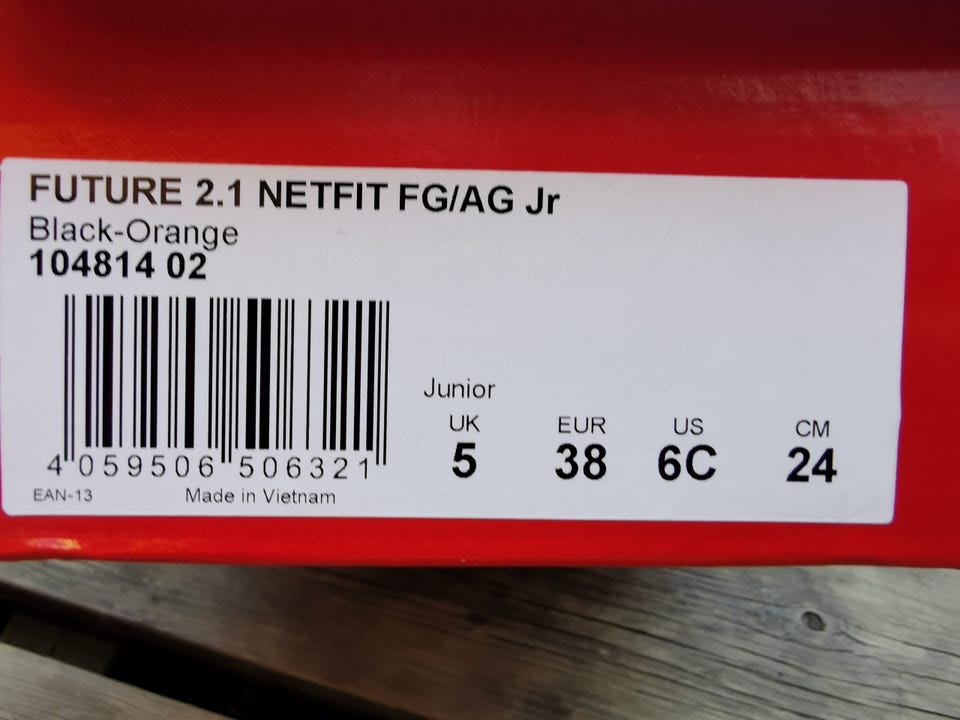 FUTURE 2.1 NETFIT FG/AG Jr
Black-Orange
104814 02
4 059506 506321
EAN-13 Made in Vietnam
Junior
UK EUR US CM
5 38 6C 24